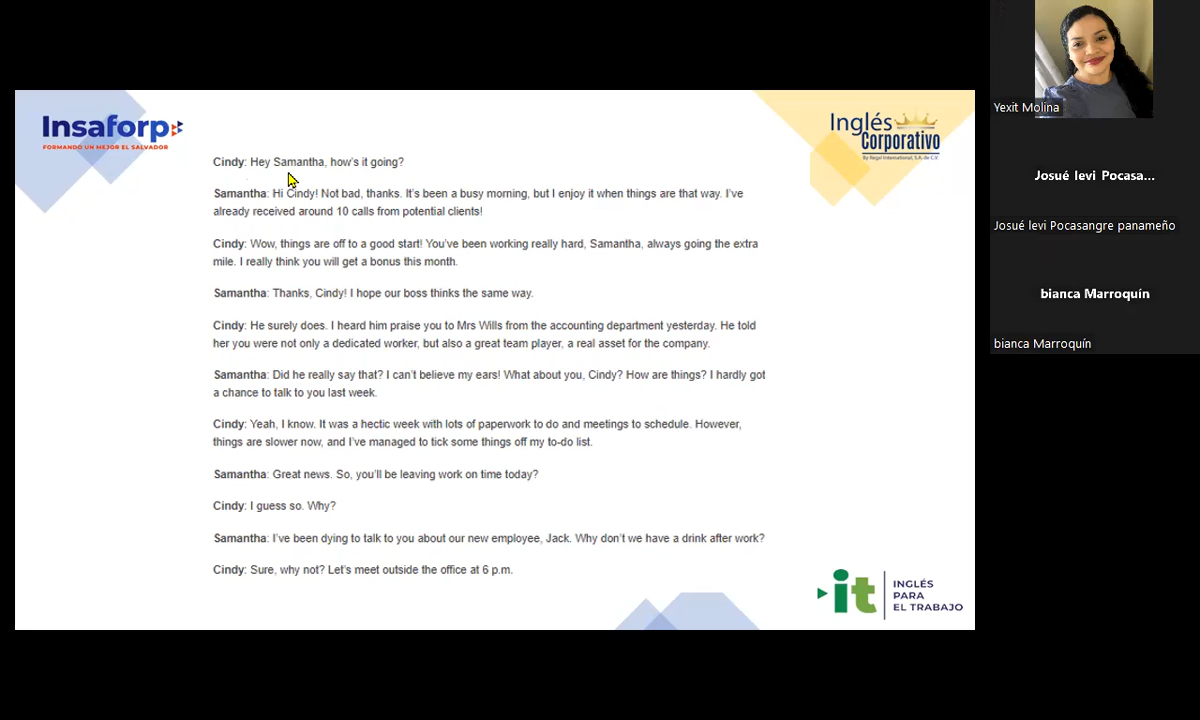 Insaforp
FORMANDO UN MEJOR EL SALVADOR
Inglés
Corporativo
By Regal International, S.A. de C.V.
Cindy: Hey Samantha, how's it going?
Samantha: Hi Cindy! Not bad, thanks. It's been a busy morning, but I enjoy it when things are that way. I've
already received around 10 calls from potential clients!
Cindy: Wow, things are off to a good start! You've been working really hard, Samantha, always going the extra
mile. I really think you will get a bonus this month.
Samantha: Thanks, Cindy! I hope our boss thinks the same way.
Cindy: He surely does. I heard him praise you to Mrs Wills from the accounting department yesterday. He told
her you were not only a dedicated worker, but also a great team player, a real asset for the company.
Samantha: Did he really say that? I can't believe my ears! What about you, Cindy? How are things? I hardly got
a chance to talk to you last week.
Cindy: Yeah, I know. It was a hectic week with lots of paperwork to do and meetings to schedule. However,
things are slower now, and I've managed to tick some things off my to-do list.
Samantha: Great news. So, you'll be leaving work on time today?
Cindy: I guess so. Why?
Samantha: I've been dying to talk to you about our new employee, Jack. Why don't we have a drink after work?
Cindy: Sure, why not? Let's meet outside the office at 6 p.m.
it
INGLÉS
PARA
EL TRABAJO
Yexit Molina
Josué levi Pocasa...
Josué levi Pocasangre panameño
bianca Marroquín
bianca Marroquín